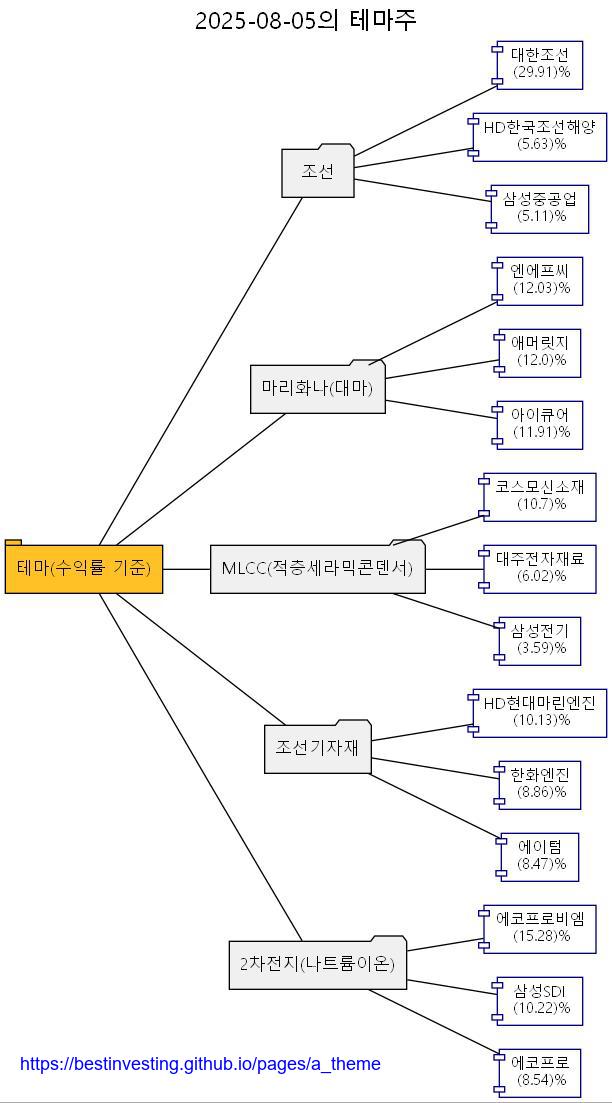 2025-08-05의 테마주
대한조선
(29.91)%
HD한국조선해양
(5.63)%
조선
삼성중공업
(5.11)%
엔에프씨
(12.03)%
애머릿지
(12.0)%
마리화나(대마)
아이큐어
(11.91)%
코스모신소재
(10.7)%
테마(수익률 기준)
MLCC(적층세라믹콘덴서)
대주전자재료
(6.02)%
삼성전기
(3.59)%
HD현대마린엔진
(10.13)%
조선기자재
한화엔진
(8.86)%
에이텀
(8.47)%
에코프로비엠
(15.28)%
2차전지(나트륨이온)
삼성SDI
(10.22)%
에코프로
(8.54)%
https://bestinvesting.github.io/pages/a_theme